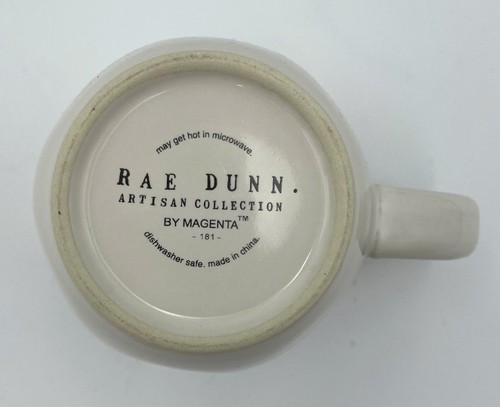 may get hot in microwave.
RAE DUNN.
ARTISAN COLLECTION
BY MAGENTA™
- 181 -
dishwasher safe. made in china.